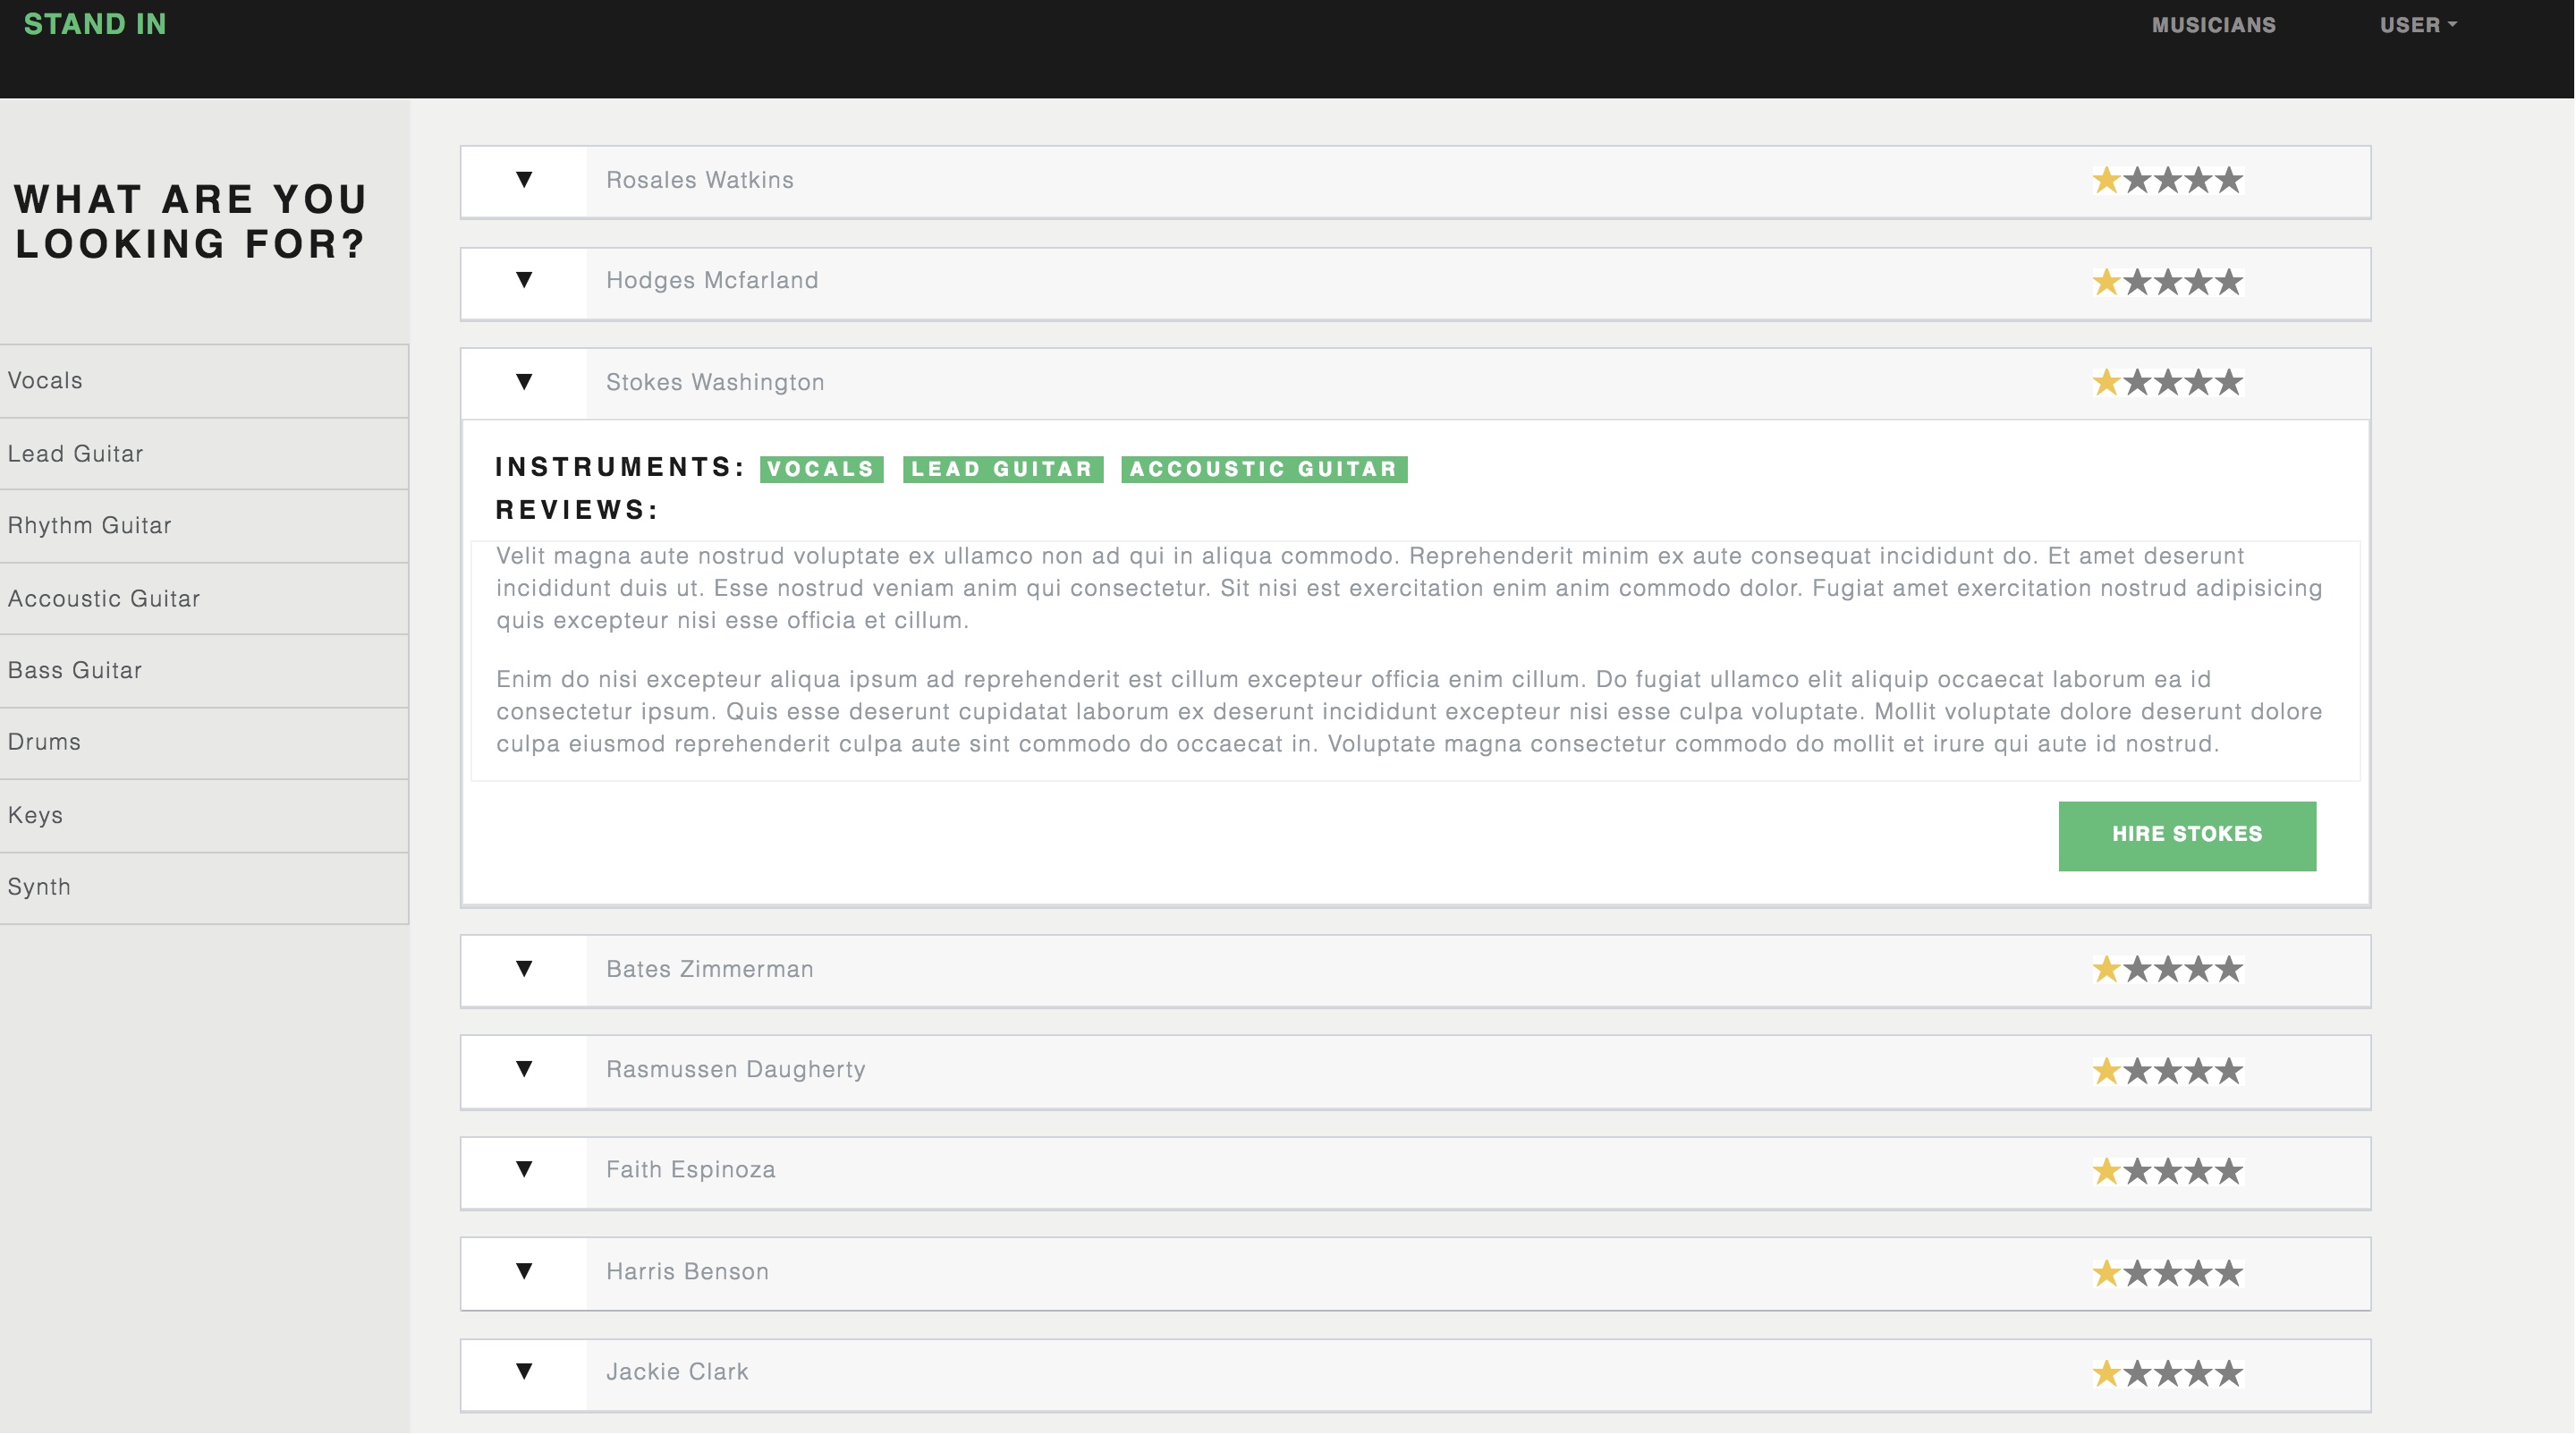 STAND IN
MUSICIANS
USER
WHAT ARE YOU
LOOKING FOR?
Vocals
Lead Guitar
Rhythm Guitar
Accoustic Guitar
Bass Guitar
Drums
Keys
Synth
Rosales Watkins
Hodges Mcfarland
Stokes Washington
INSTRUMENTS: VOCALS LEAD GUITAR ACCOUSTIC GUITAR
REVIEWS:
Velit magna aute nostrud voluptate ex ullamco non ad qui in aliqua commodo. Reprehenderit minim ex aute consequat incididunt do. Et amet deserunt
incididunt duis ut. Esse nostrud veniam anim qui consectetur. Sit nisi est exercitation enim anim commodo dolor. Fugiat amet exercitation nostrud adipisicing
quis excepteur nisi esse officia et cillum.
Enim do nisi excepteur aliqua ipsum ad reprehenderit est cillum excepteur officia enim cillum. Do fugiat ullamco elit aliquip occaecat laborum ea id
consectetur ipsum. Quis esse deserunt cupidatat laborum ex deserunt incididunt excepteur nisi esse culpa voluptate. Mollit voluptate dolore deserunt dolore
culpa eiusmod reprehenderit culpa aute sint commodo do occaecat in. Voluptate magna consectetur commodo do mollit et irure qui aute id nostrud.
HIRE STOKES
Bates Zimmerman
Rasmussen Daugherty
Faith Espinoza
Harris Benson
Jackie Clark